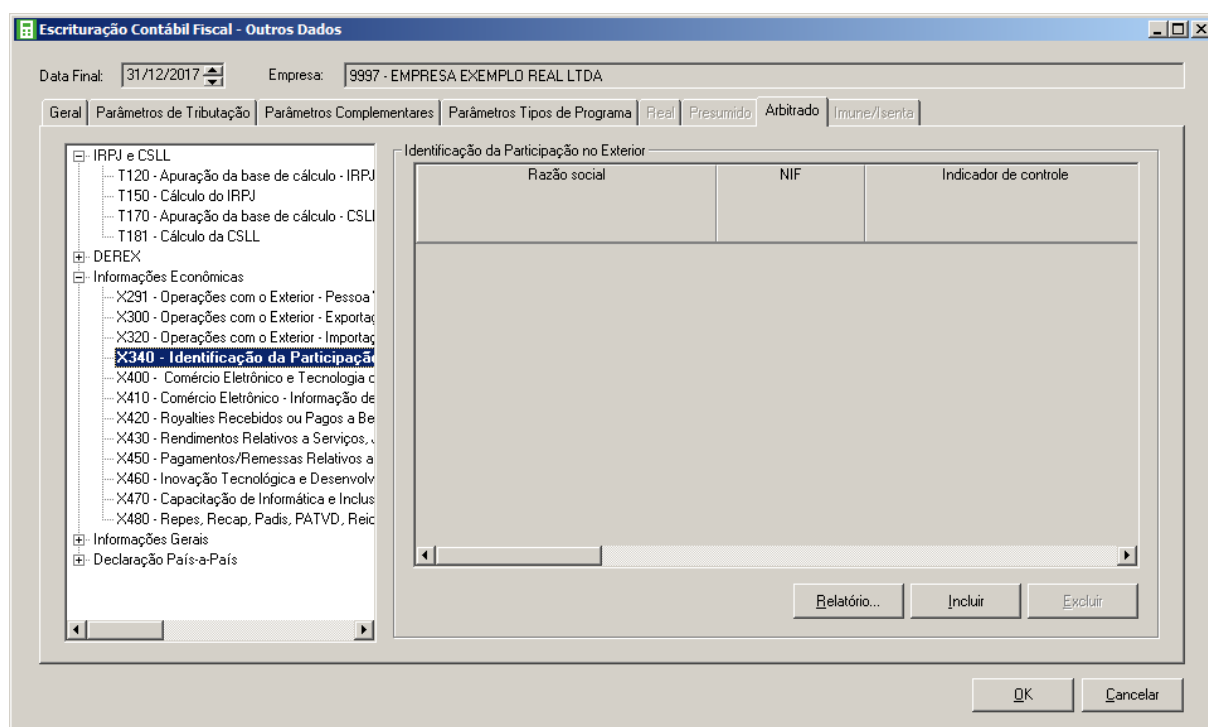 Escrituração Contábil Fiscal - Outros Dados
Data Final: 31/12/2017 Empresa: 9997 - EMPRESA EXEMPLO REAL LTDA
Geral Parâmetros de Tributação Parâmetros Complementares Parâmetros Tipos de Programa Real Presumido Arbitrado Imune/Isenta
IRPJ e CSLL
T120 - Apuração da base de cálculo - IRPJ
T150 - Cálculo do IRPJ
T170 - Apuração da base de cálculo - CSLL
T181 - Cálculo da CSLL
DEREX
Informações Econômicas
X291 - Operações com o Exterior - Pessoa
X300 - Operações com o Exterior - Exportaç
X320 - Operações com o Exterior - Importaç
X340 - Identificação da Participaçã
X400 - Comércio Eletrônico e Tecnologia d
X410 - Comércio Eletrônico - Informação de
X420 - Royalties Recebidos ou Pagos a Be
X430 - Rendimentos Relativos a Serviços,
X450 - Pagamentos/Remessas Relativos a
X460 - Inovação Tecnológica e Desenvolv
X470 - Capacitação de Informática e Inclus
X480 - Repes, Recap, Padis, PATVD, Reid
Informações Gerais
Declaração País-a-País
Identificação da Participação no Exterior
Razão social NIF Indicador de controle
Relatório... Incluir Excluir
OK Cancelar